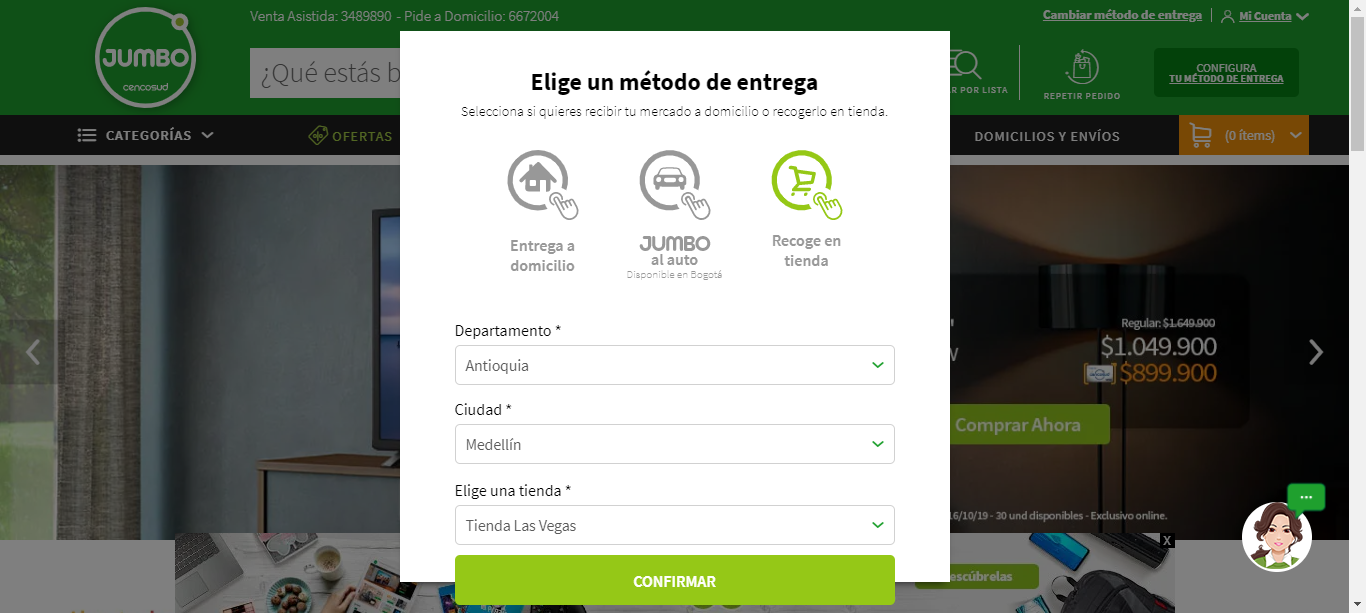 Venta Asistida: 3489890 - Pide a Domicilio: 6672004
Cambiar método de entrega
Mi Cuenta
JUMBO
cencosud
¿Qué estás b
R POR LISTA
REPETIR PEDIDO
CONFIGURA
TU MÉTODO DE ENTREGA
CATEGORÍAS
OFERTAS
DOMICILIOS Y ENVÍOS
(0 ítems)
Elige un método de entrega
Selecciona si quieres recibir tu mercado a domicilio o recogerlo en tienda.
Entrega a
domicilio
JUMBO
al auto
Disponible en Bogotá
Recoge en
tienda
Departamento *
Antioquia
Ciudad *
Medellín
Elige una tienda *
Tienda Las Vegas
CONFIRMAR
Regular: $1.649.900
$1.049.900
$899.900
Comprar Ahora
16/10/19 - 30 und disponibles - Exclusivo online.
X
escúbrelas